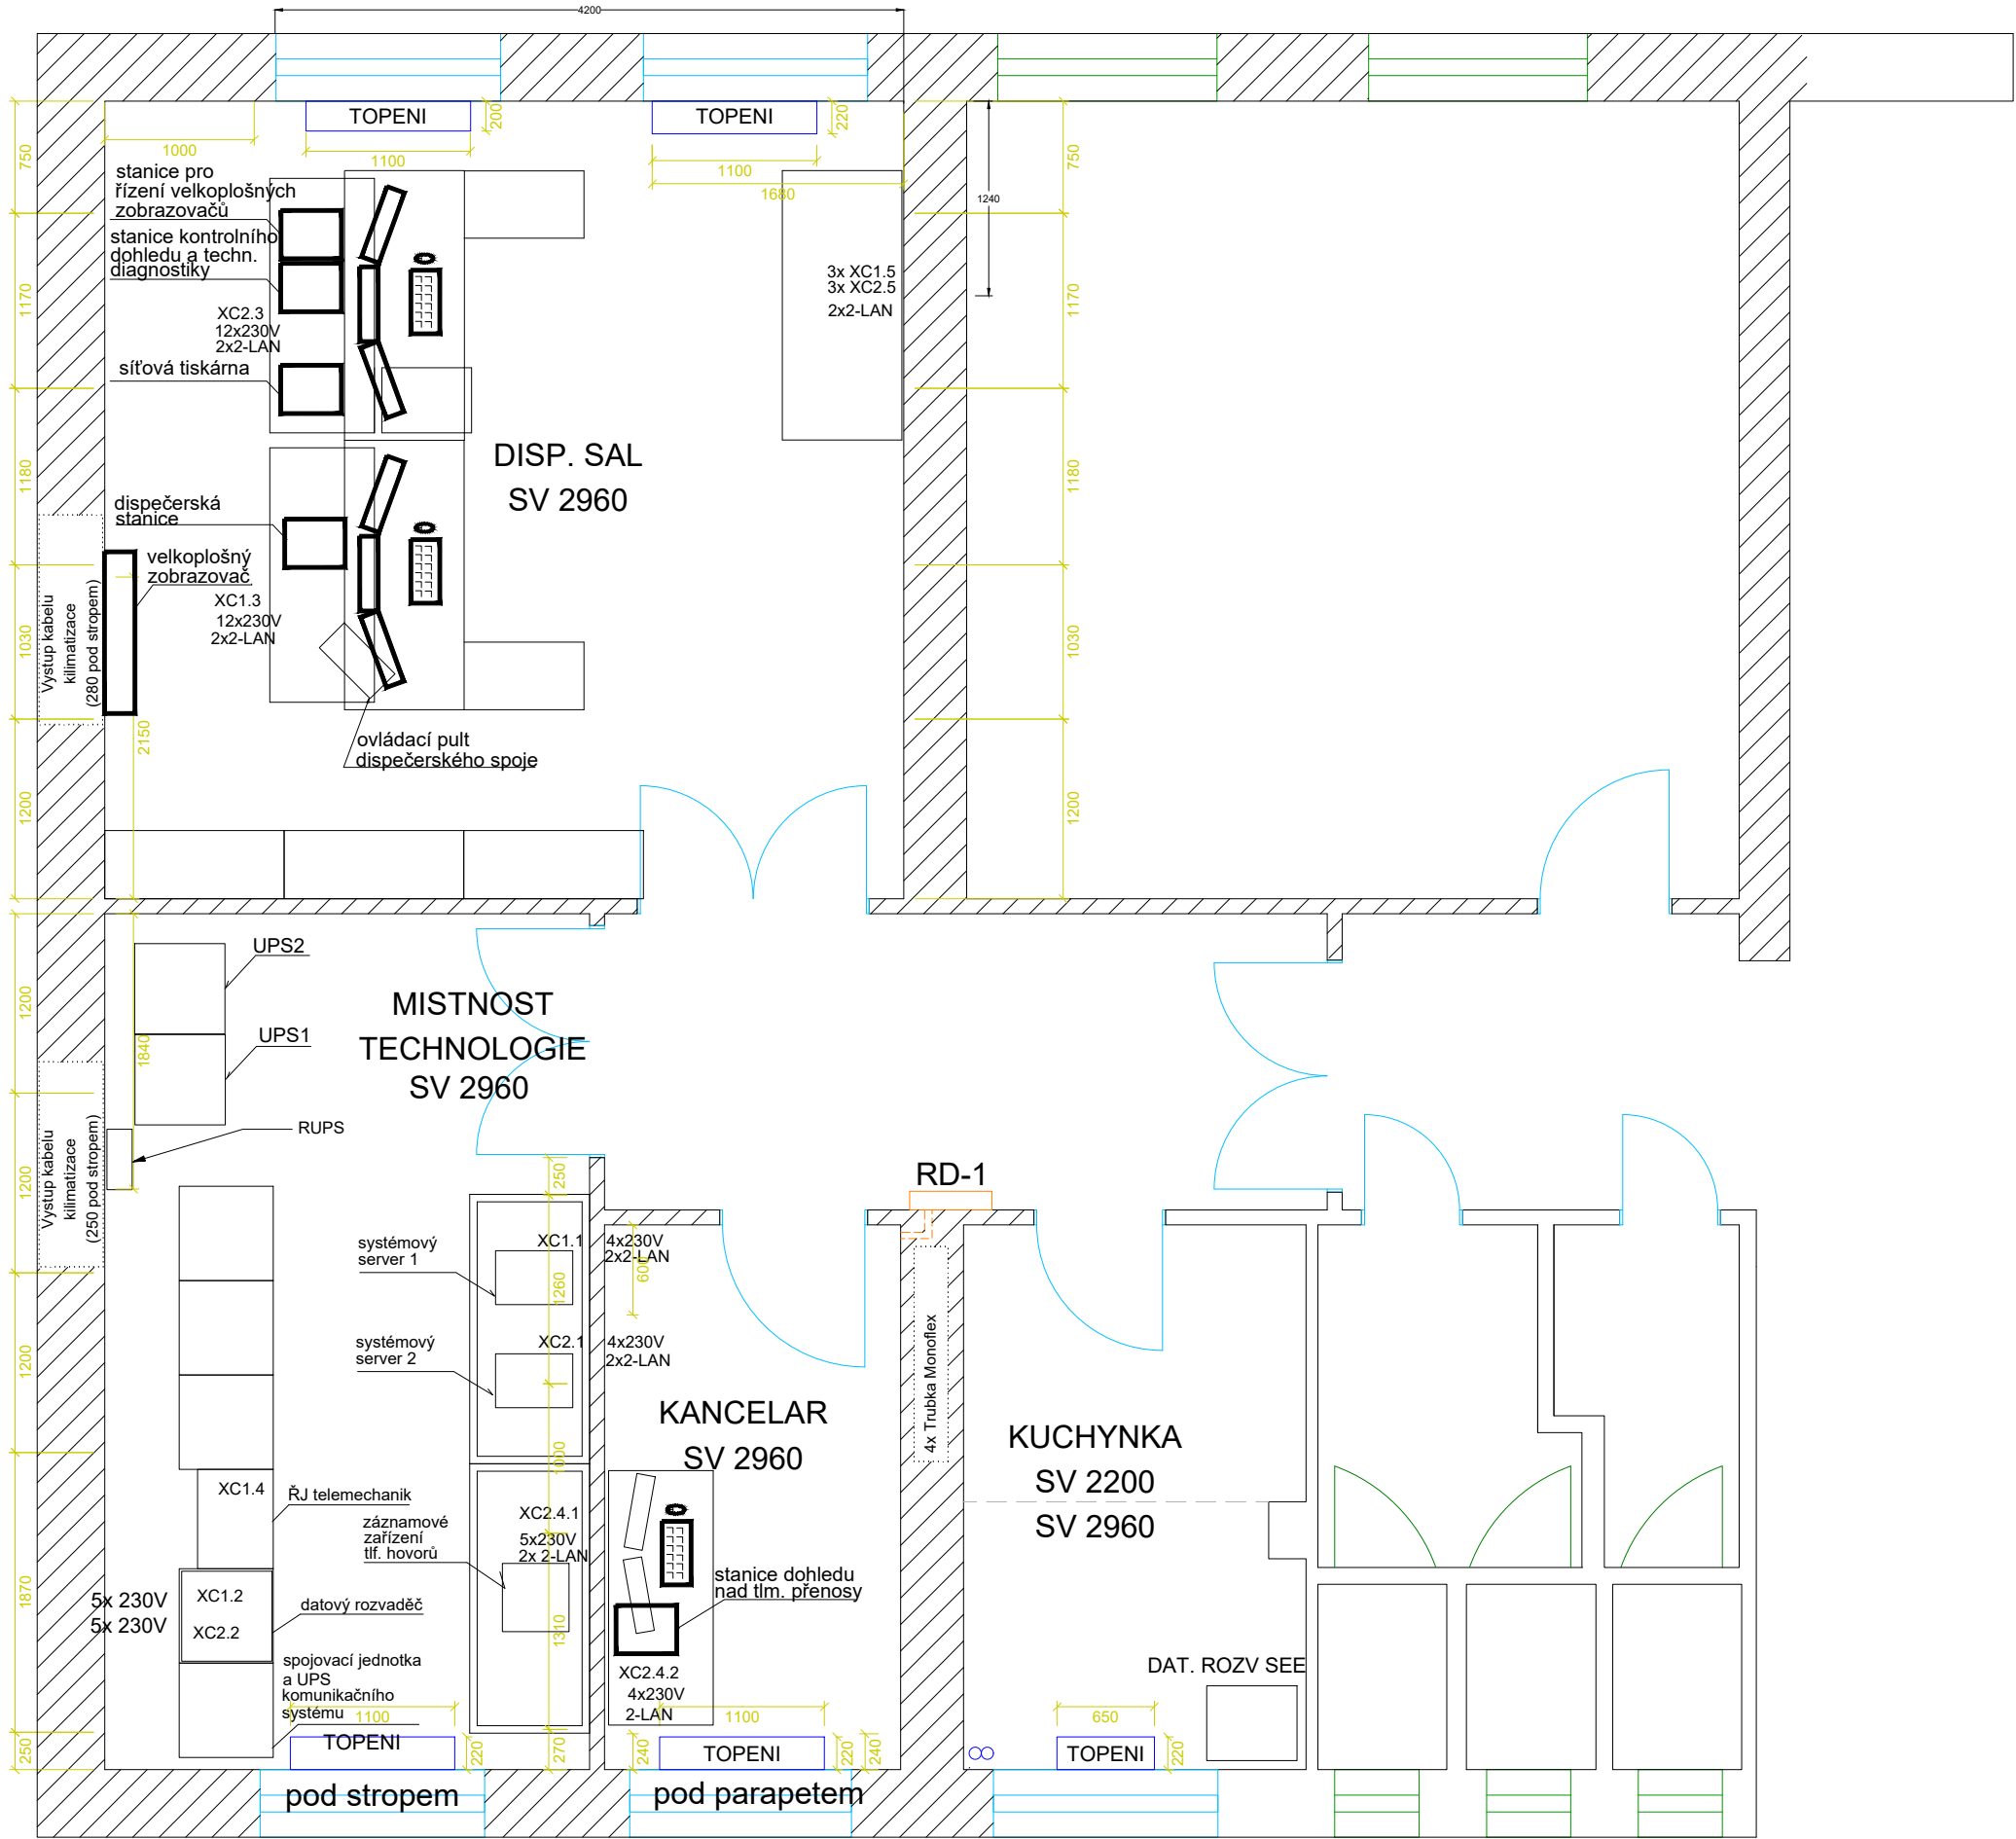 4200
TOPENI
TOPENI
200
220
1000
1100
1100
1680
750
750
1240
stanice pro
řízení velkoplošných
zobrazovačů
stanice kontrolního
dohledu a techn.
diagnostiky
1170
1170
3x XC1.5
3x XC2.5
2x2-LAN
XC2.3
12x230V
2x2-LAN
síťová tiskárna
DISP. SAL
SV 2960
1180
1180
dispečerská
stanice
velkoplošný
zobrazovač
XC1.3
12x230V
2x2-LAN
Vystup kabelu
kilimatizace
(280 pod stropem)
1030
1030
2150
ovládací pult
dispečerského spoje
1200
1200
UPS2
MISTNOST
TECHNOLOGIE
SV 2960
1200
UPS1
1840
RUPS
Vystup kabelu
kilimatizace
(250 pod stropem)
1200
250
RD-1
systémový
server 1
XC1.1
4x230V
2x2-LAN
600
1260
systémový
server 2
XC2.1
4x230V
2x2-LAN
1200
4x Trubka Monoflex
KANCELAR
SV 2960
KUCHYNKA
SV 2200
SV 2960
1000
XC1.4
ŘJ telemechanik
záznamové
zařízení
tlf. hovorů
XC2.4.1
5x230V
2x 2-LAN
1870
5x 230V
5x 230V
XC1.2
XC2.2
datový rozvaděč
1310
stanice dohledu
nad tlm. přenosy
spojovací jednotka
a UPS
komunikačního
systému
XC2.4.2
4x230V
2-LAN
DAT. ROZV SEE
1100
1100
650
250
TOPENI
220
270
240
TOPENI
220
240
TOPENI
220
pod stropem
pod parapetem